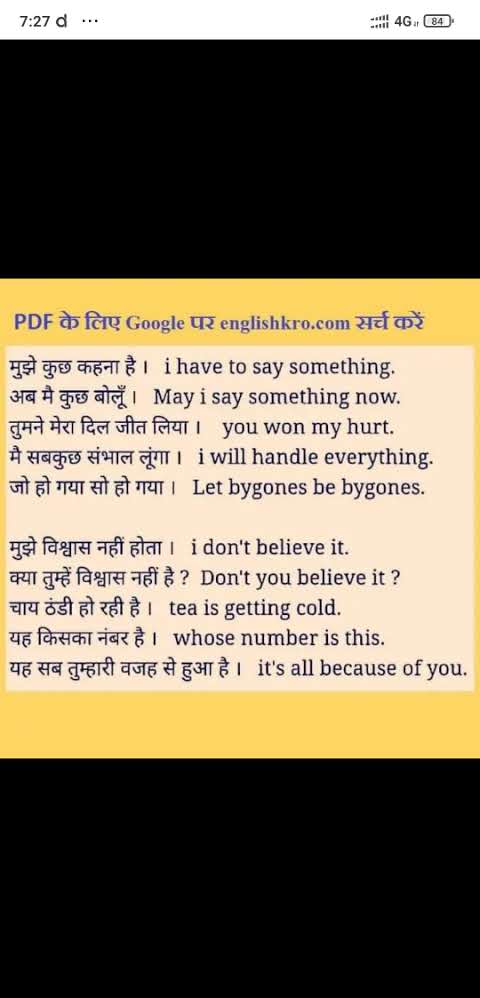 7:27 d ...
4G 84
PDF के लिए Google पर englishkro.com सर्च करें
मुझे कुछ कहना है । i have to say something.
अब मै कुछ बोलूँ । May i say something now.
तुमने मेरा दिल जीत लिया । you won my hurt.
मै सबकुछ संभाल लूंगा । i will handle everything.
जो हो गया सो हो गया । Let bygones be bygones.
मुझे विश्वास नहीं होता । i don't believe it.
क्या तुम्हें विश्वास नहीं है ? Don't you believe it ?
चाय ठंडी हो रही है । tea is getting cold.
यह किसका नंबर है । whose number is this.
यह सब तुम्हारी वजह से हुआ है । it's all because of you.